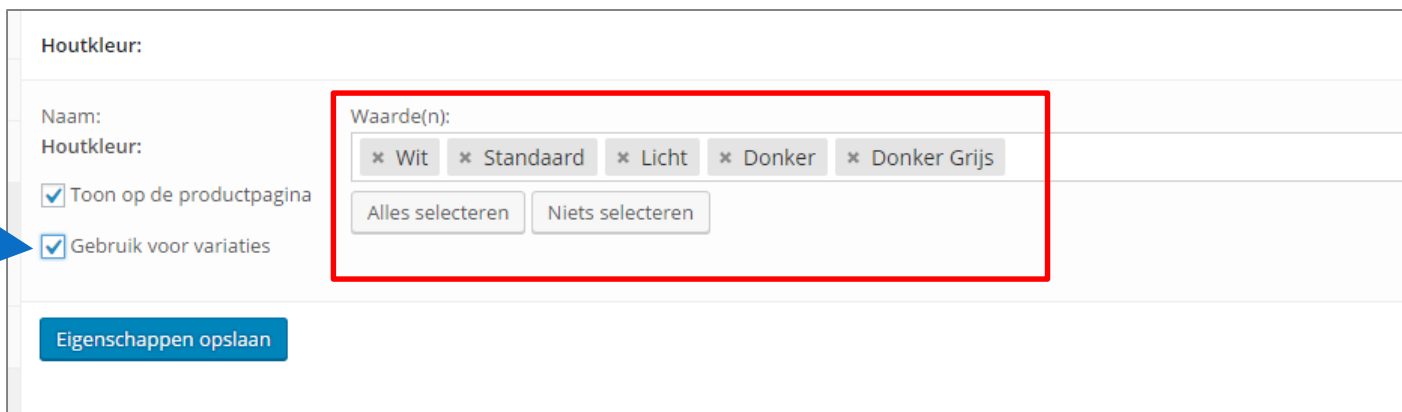 Houtkleur:
Naam:
Houtkleur:
Toon op de productpagina
Gebruik voor variaties
Waarde(n):
× Wit × Standaard × Licht × Donker × Donker Grijs
Alles selecteren Niets selecteren
Eigenschappen opslaan